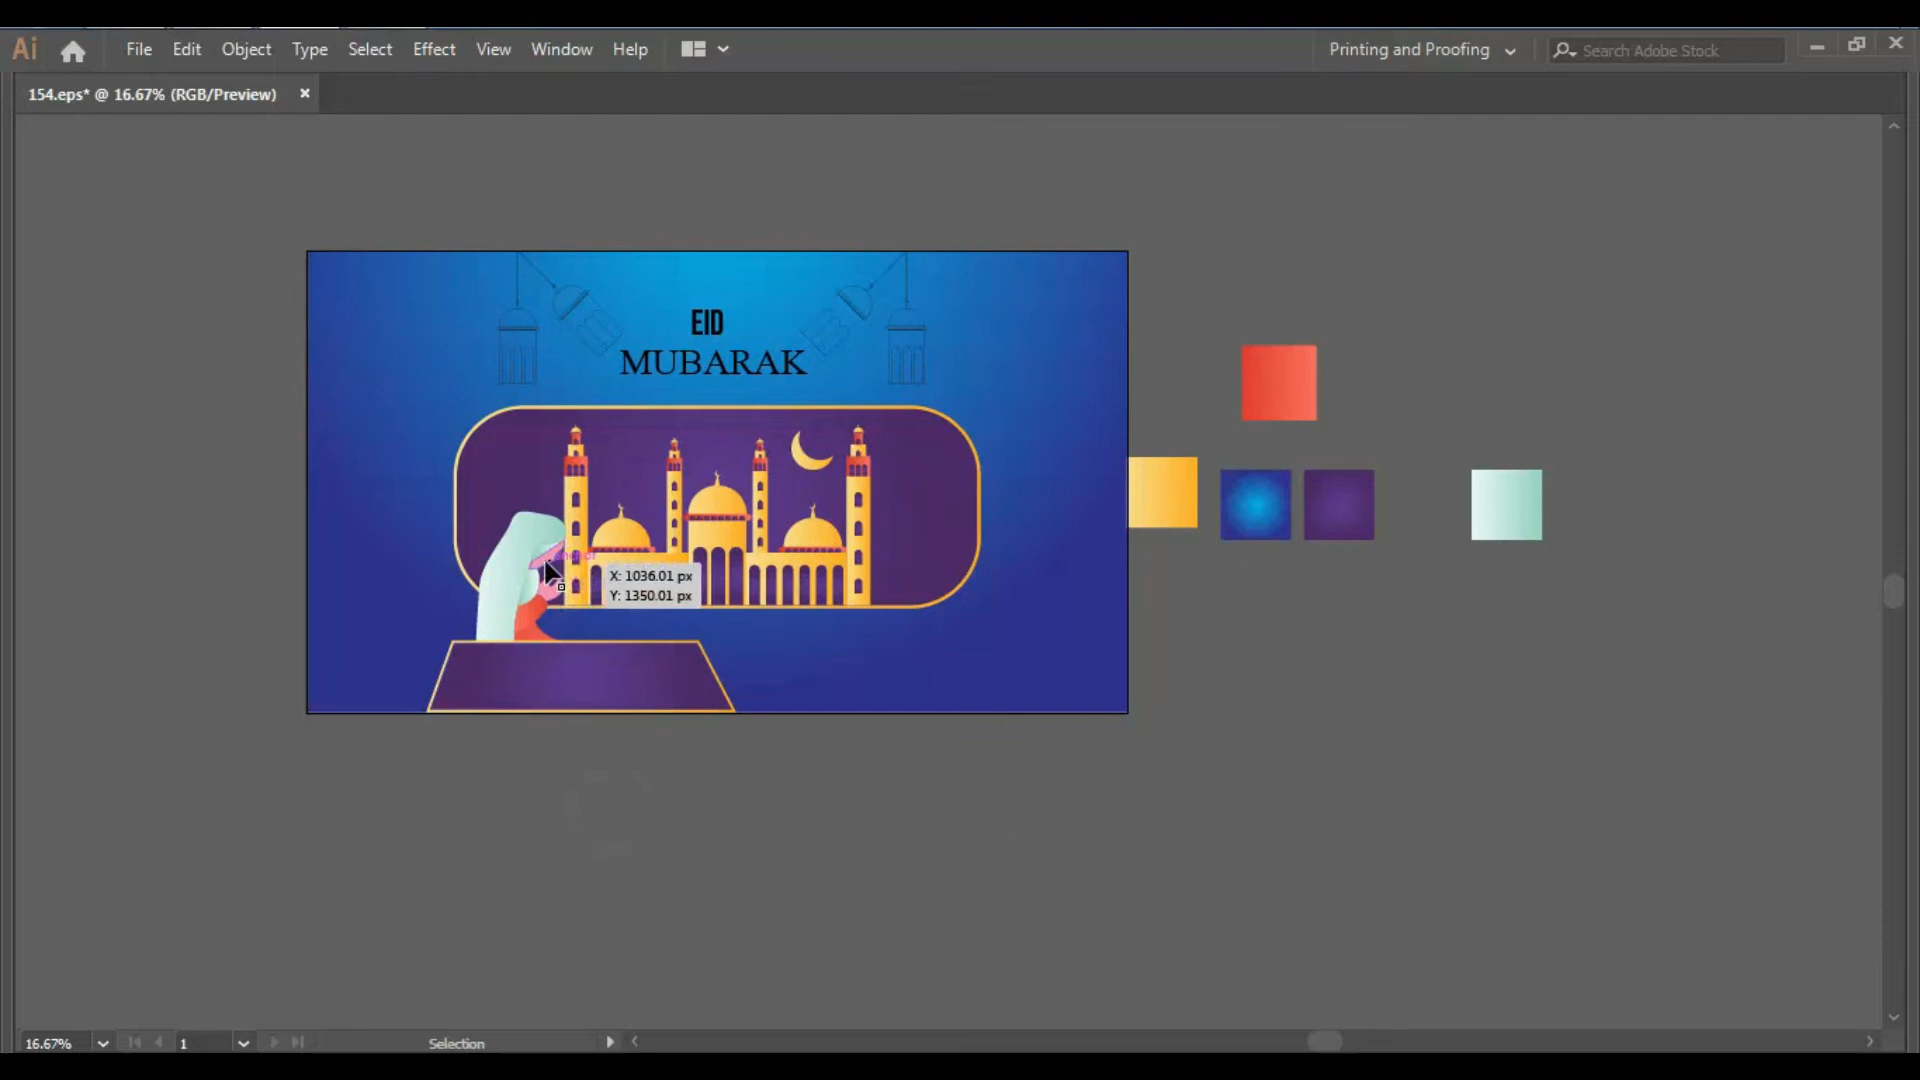 Ai File Edit Object Type Select Effect View Window Help Printing and Proofing Search Adobe Stock
154.eps* @ 16.67% (RGB/Preview) ×
EID
MUBARAK
X: 1036.01 px
Y: 1350.01 px
16.67% 1 Selection